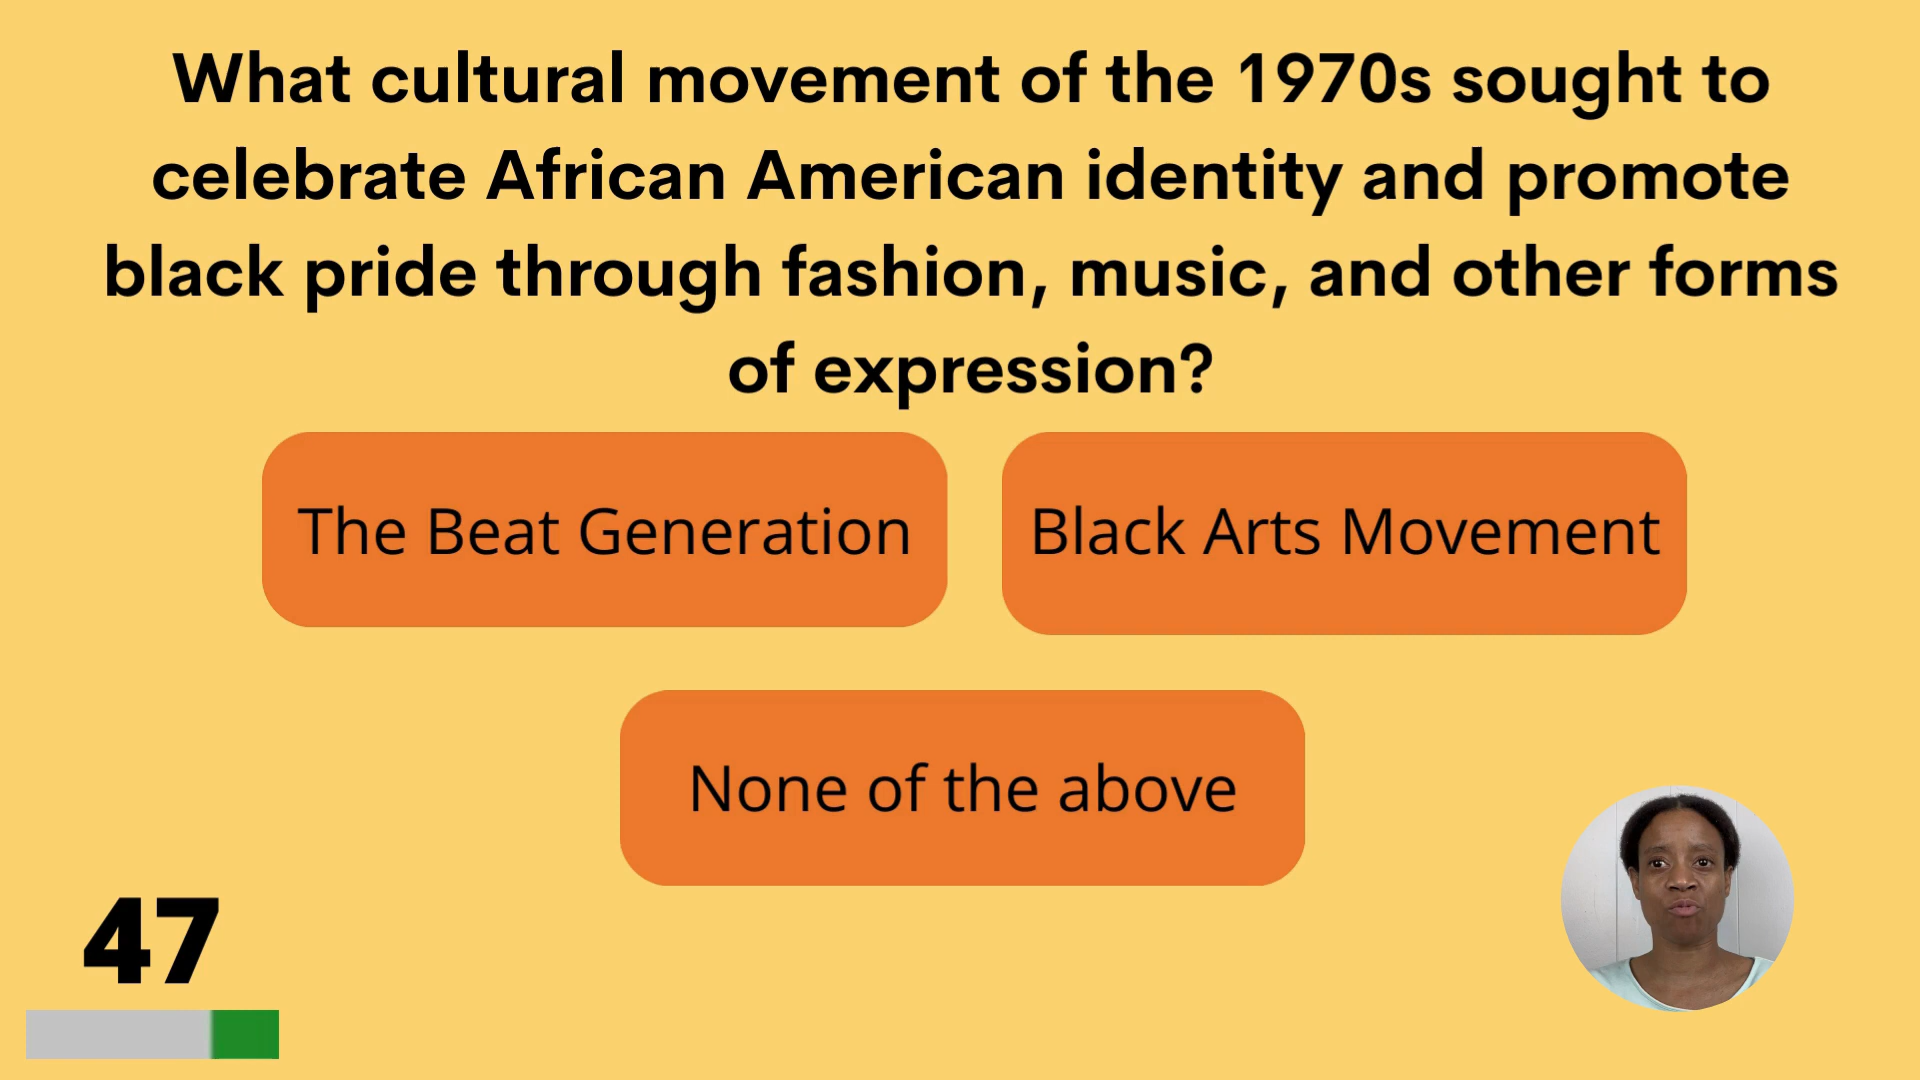 What cultural movement of the 1970s sought to
celebrate African American identity and promote
black pride through fashion, music, and other forms
of expression?
The Beat Generation
Black Arts Movement
None of the above
47